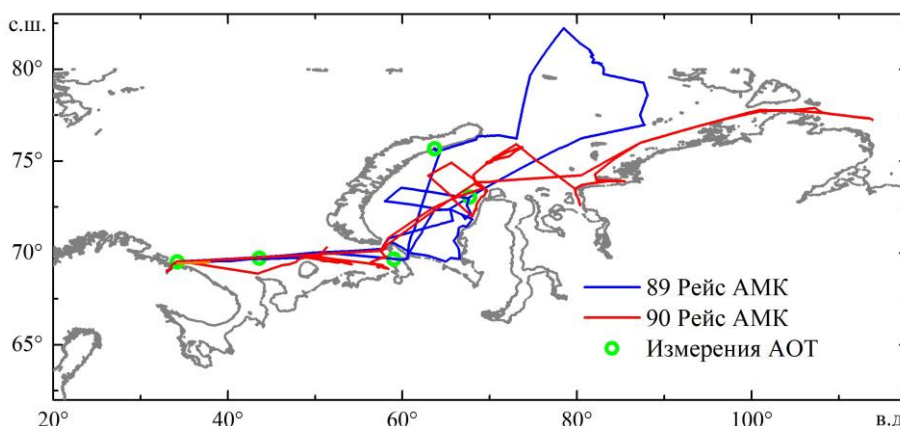 с.ш.
80°
75°
70°
65°
89 Рейс АМК
90 Рейс АМК
Измерения АОТ
20° 40° 60° 80° 100° в.д